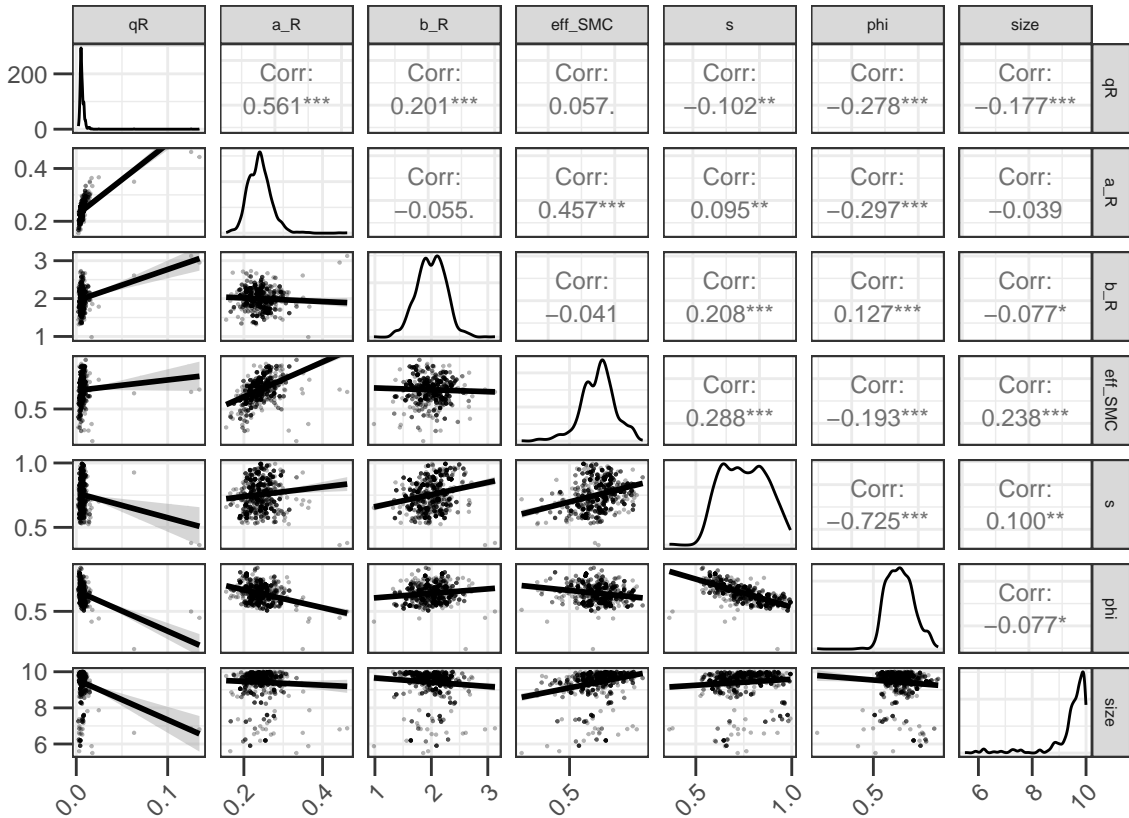 qR a_R b_R eff_SMC s phi size
200
0
Corr: Corr: Corr: Corr: Corr: Corr:
0.561*** 0.201*** 0.057. −0.102** −0.278*** −0.177***
qR
0.4
0.2
Corr: Corr: Corr: Corr: Corr:
−0.055. 0.457*** 0.095** −0.297*** −0.039
a_R
3
2
1
Corr: Corr: Corr: Corr:
−0.041 0.208*** 0.127*** −0.077*
b_R
0.5
Corr: Corr: Corr:
0.288*** −0.193*** 0.238***
eff_SMC
1.0
0.5
Corr: Corr:
−0.725*** 0.100**
s
0.5
Corr:
−0.077*
phi
10
8
6
size
0.0 0.1 0.2 0.4 1 2 3 0.5 0.5 1.0 0.5 6 8 10